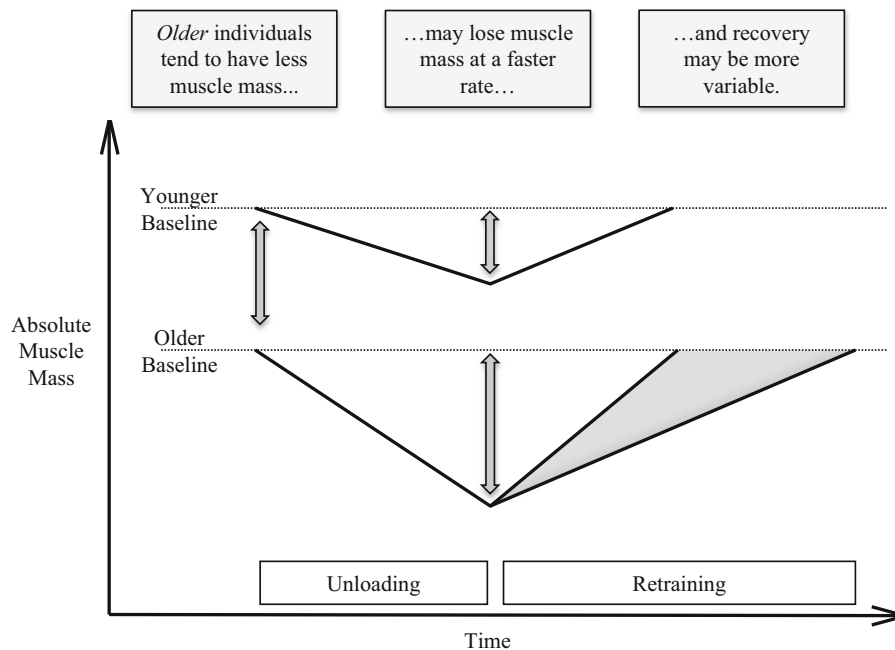 Older individuals
tend to have less
muscle mass...
…may lose muscle
mass at a faster
rate…
…and recovery
may be more
variable.
Younger
Baseline
Absolute
Muscle
Mass
Older
Baseline
Unloading
Retraining
Time